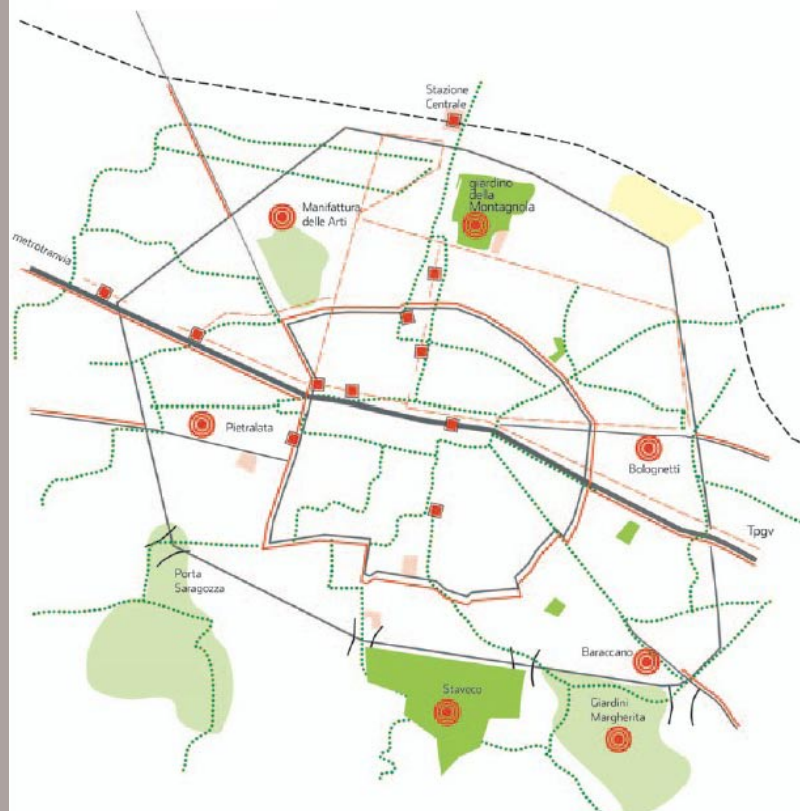 Stazione
Centrale
giardino
della
Montagnola
Manifattura
delle Arti
metrotranvia
Pietralata
Bolognetti
Tpgv
Porta
Saragozza
Baraccano
Staveco
Giardini
Margherita